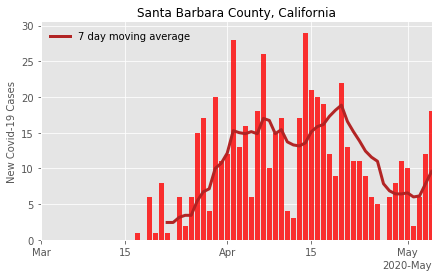 Santa Barbara County, California
7 day moving average
New Covid-19 Cases
30
25
20
15
10
5
0
Mar
15
Apr
15
May
2020-May